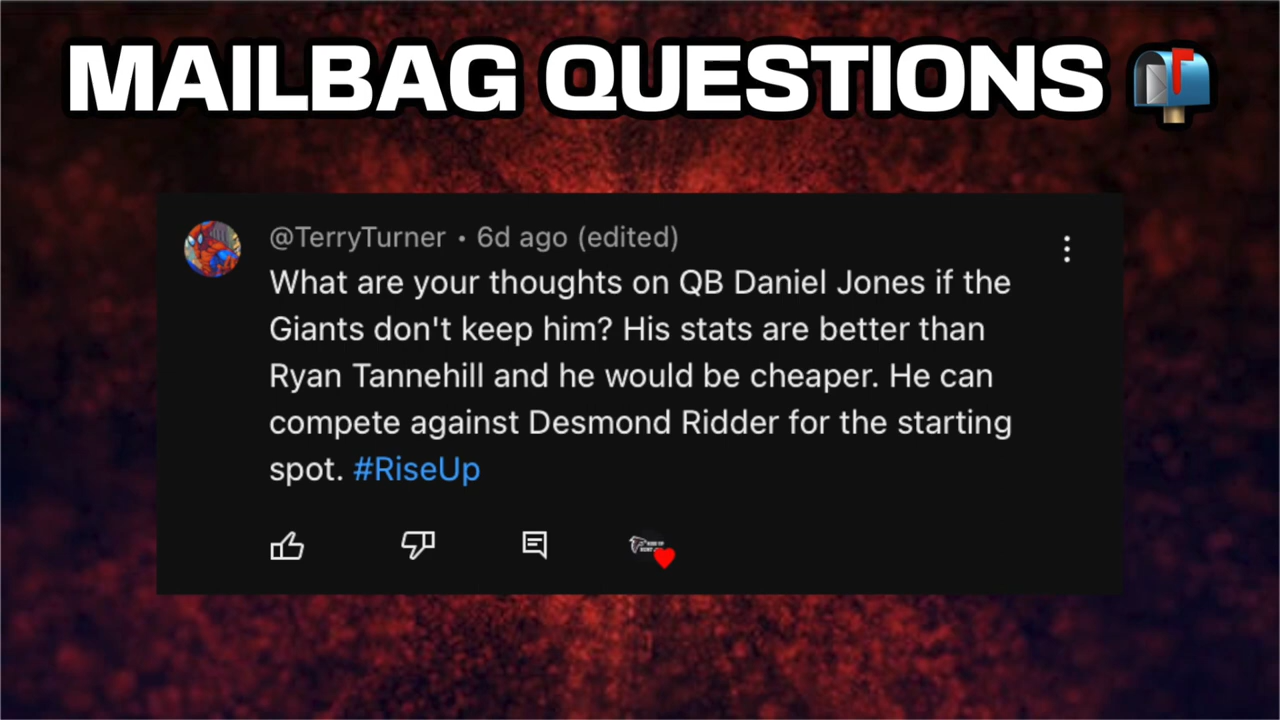 MAILBAG QUESTIONS
@TerryTurner • 6d ago (edited)
What are your thoughts on QB Daniel Jones if the
Giants don't keep him? His stats are better than
Ryan Tannehill and he would be cheaper. He can
compete against Desmond Ridder for the starting
spot. #RiseUp